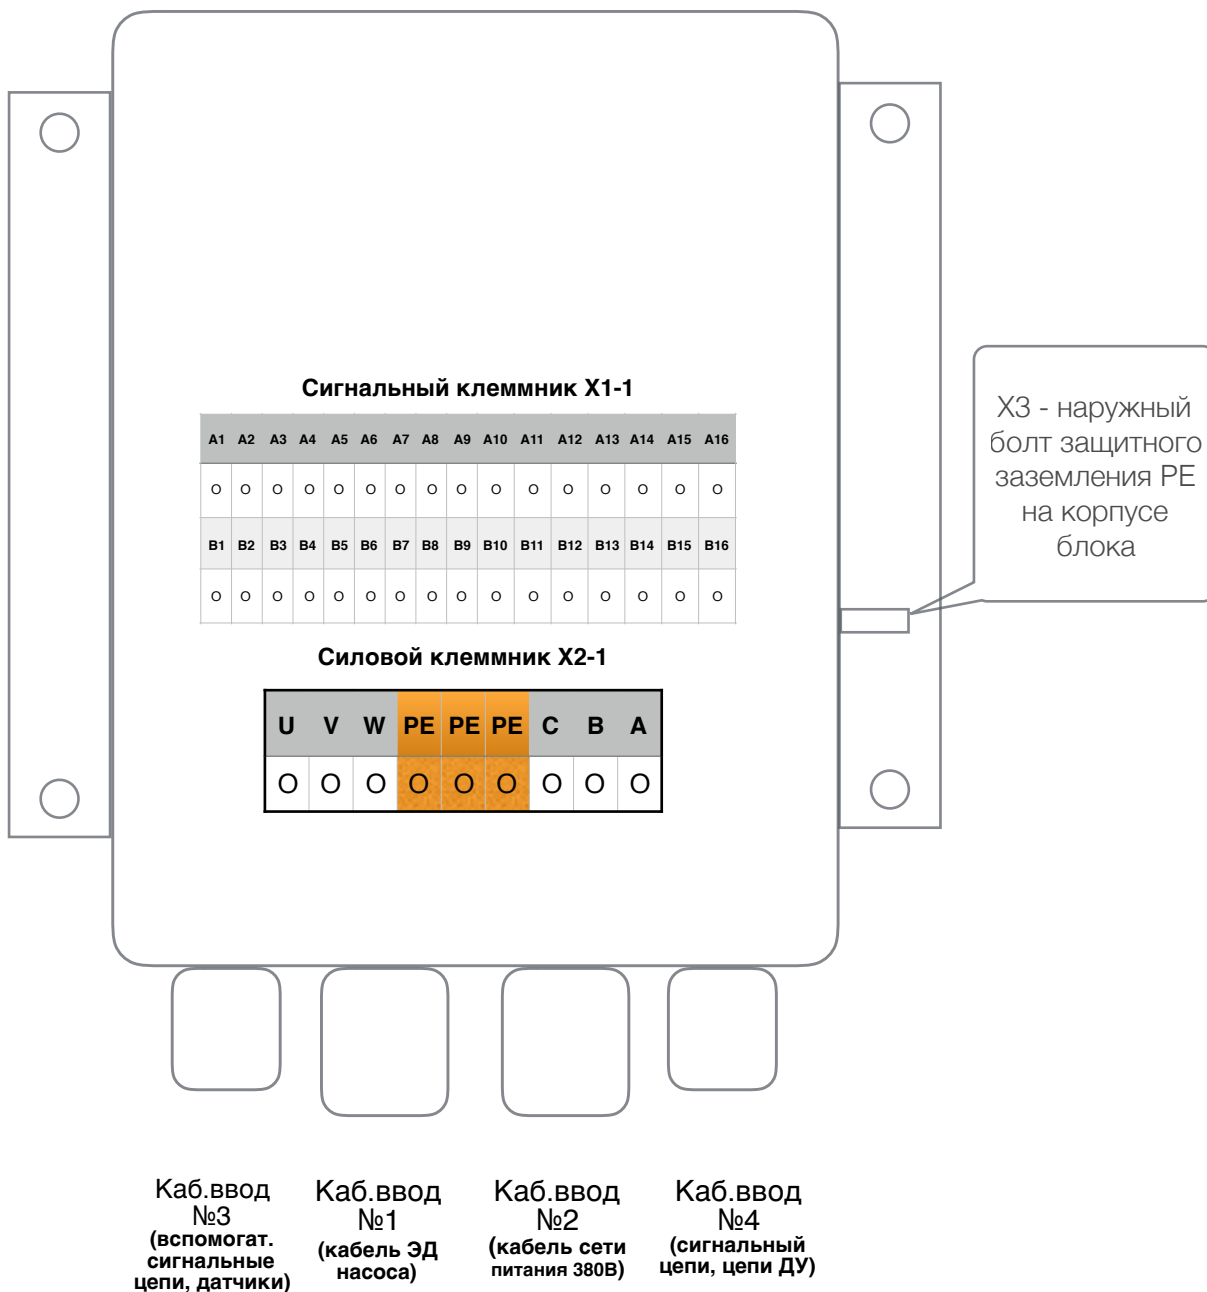 Сигнальный клеммник X1-1
A1 A2 A3 A4 A5 A6 A7 A8 A9 A10 A11 A12 A13 A14 A15 A16
O O O O O O O O O O O O O O O O
B1 B2 B3 B4 B5 B6 B7 B8 B9 B10 B11 B12 B13 B14 B15 B16
O O O O O O O O O O O O O O O O
Силовой клеммник X2-1
U V W PE PE PE C B A
O O O O O O O O O
X3 - наружный
болт защитного
заземления PE
на корпусе
блока
Каб.ввод
№3
(вспомогат.
сигнальные
цепи, датчики)
Каб.ввод
№1
(кабель ЭД
насоса)
Каб.ввод
№2
(кабель сети
питания 380В)
Каб.ввод
№4
(сигнальный
цепи, цепи ДУ)